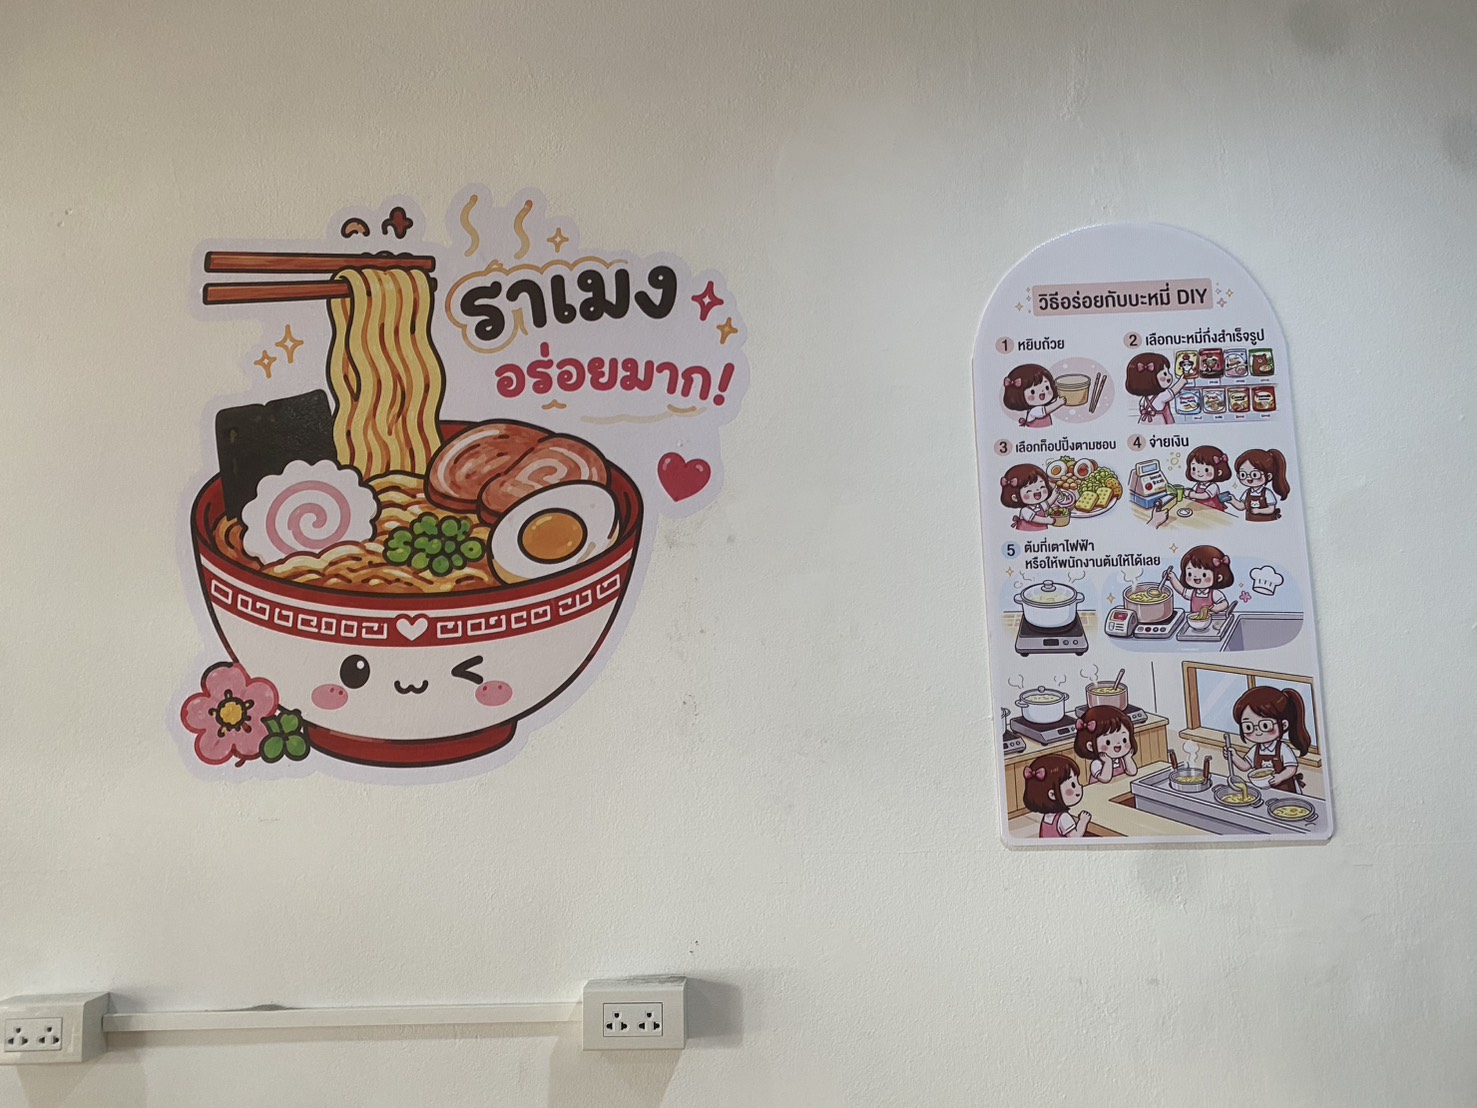 ราเมง
อร่อยมาก!
วิธีอร่อยกับบะหมี่ DIY
1 หยิบถ้วย
2 เลือกบะหมี่กึ่งสำเร็จรูป
3 เลือกท็อปปิ้งตามชอบ
4 จ่ายเงิน
5 ต้มที่เตาไฟฟ้า
หรือให้พนักงานต้มให้ได้เลย